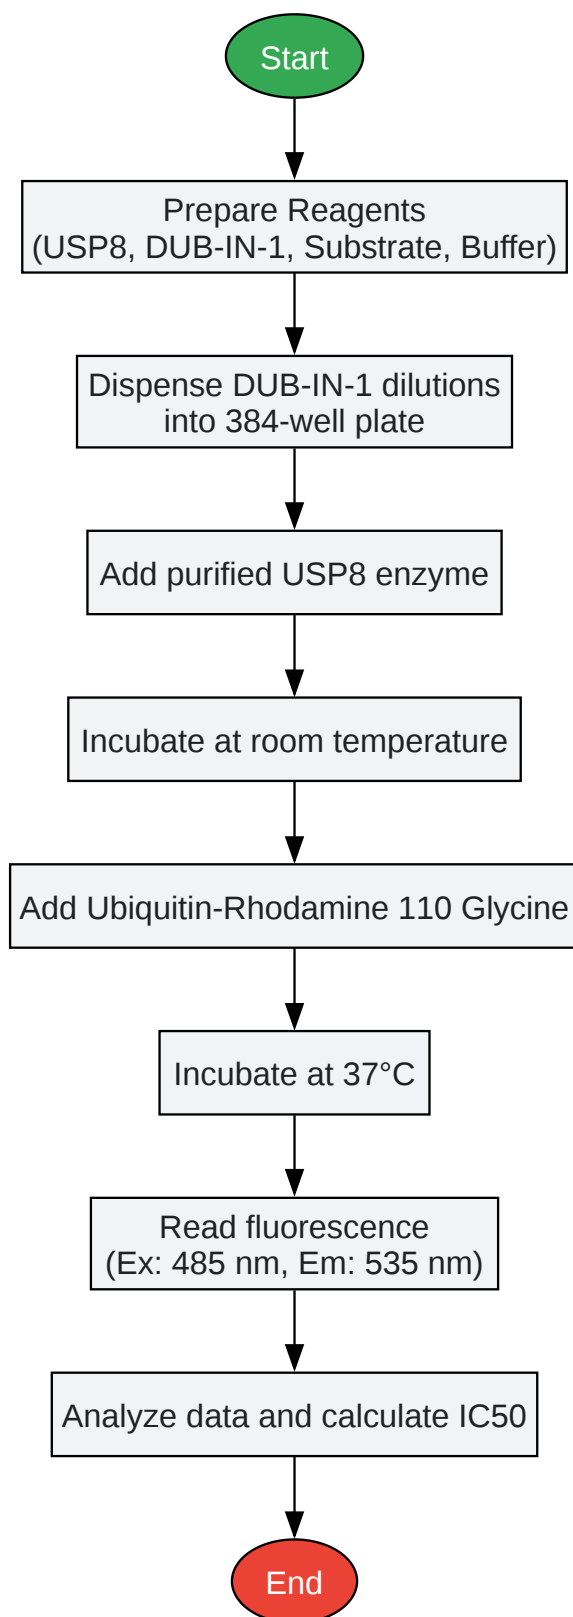 Start
Prepare Reagents
(USP8, DUB-IN-1, Substrate, Buffer)
Dispense DUB-IN-1 dilutions
into 384-well plate
Add purified USP8 enzyme
Incubate at room temperature
Add Ubiquitin-Rhodamine 110 Glycine
Incubate at 37°C
Read fluorescence
(Ex: 485 nm, Em: 535 nm)
Analyze data and calculate IC50
End